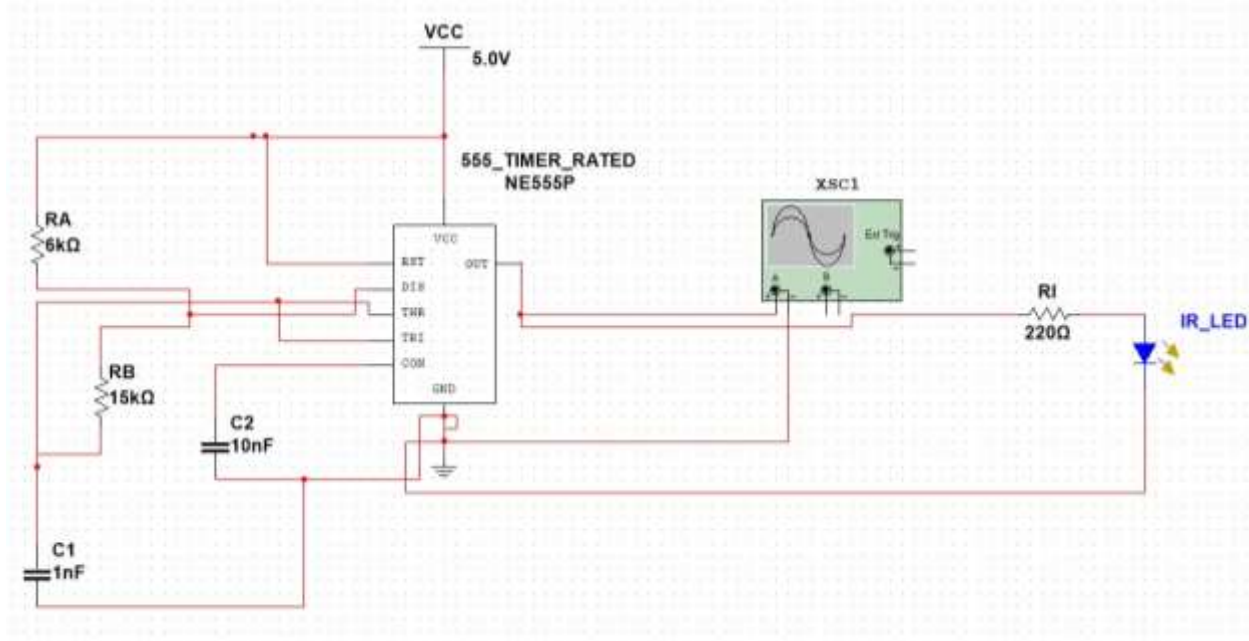 VCC
5.0V
555_TIMER_RATED
NE555P
XSC1
RA
6kΩ
VCC
RST
OUT
DIS
THR
TRI
CON
GND
Ext Trig
A
B
RI
220Ω
IR_LED
RB
15kΩ
C2
10nF
C1
1nF